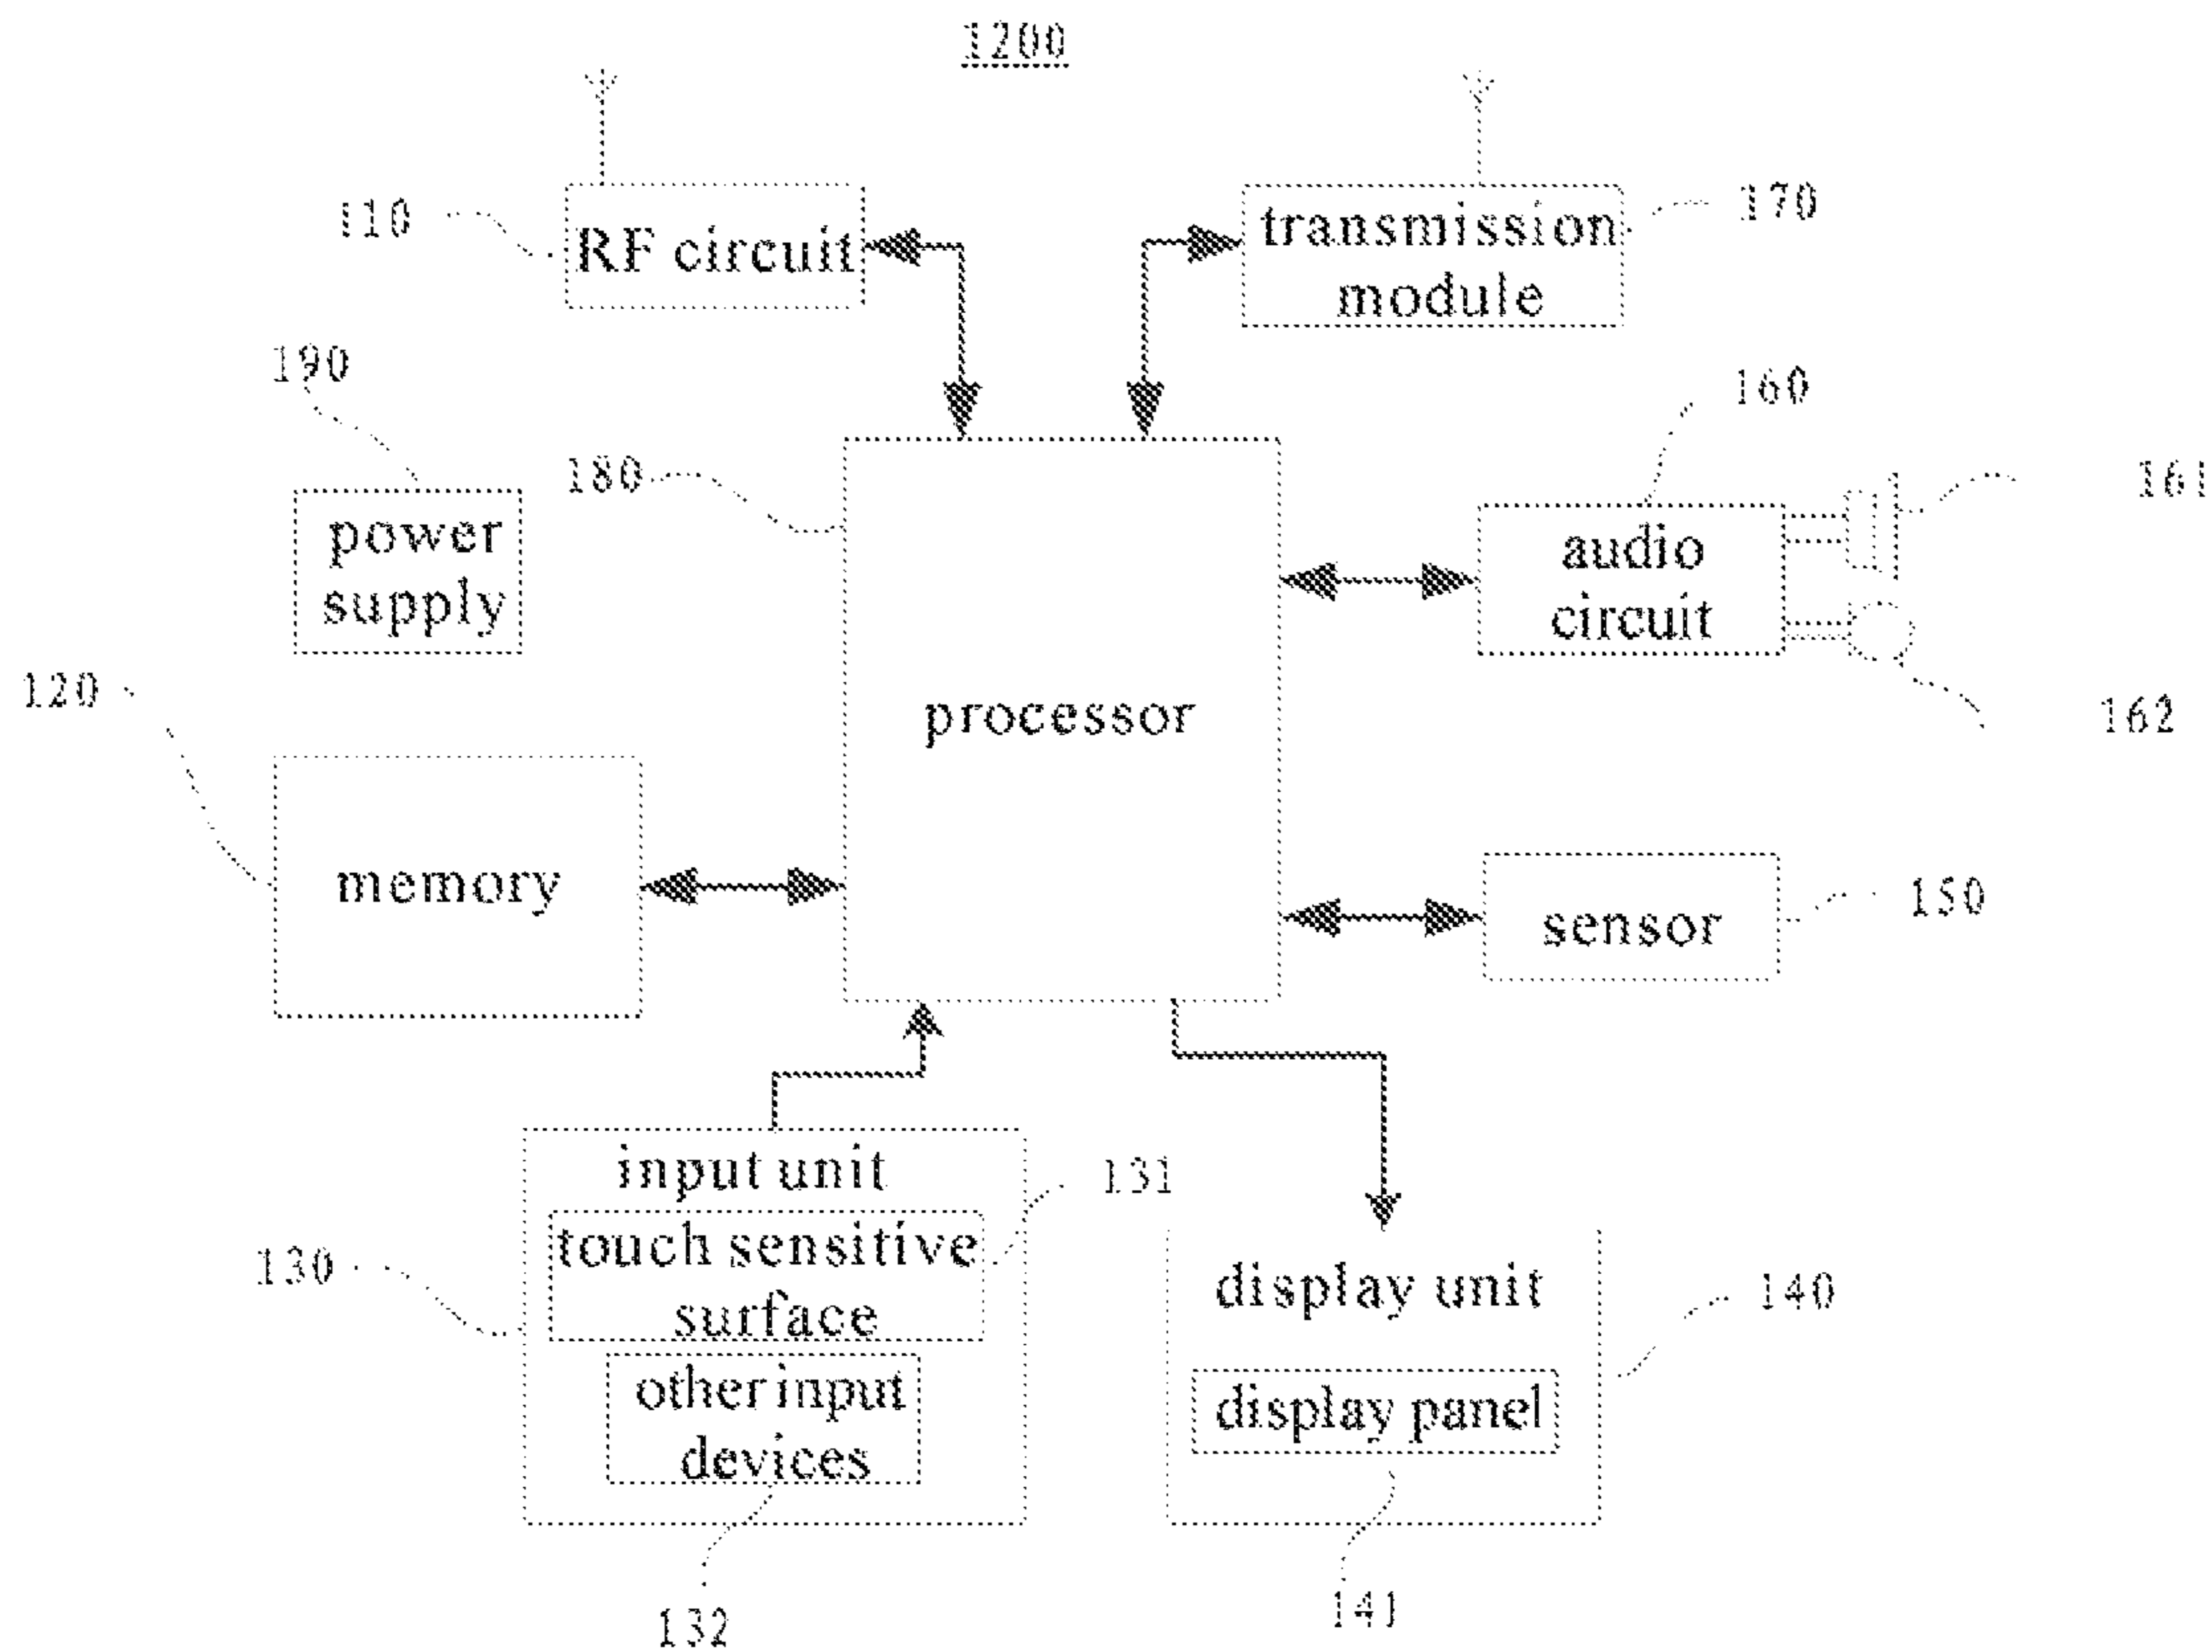 1200
110
RF circuit
transmission
module
170
190
160
180
161
power
supply
audio
circuit
120
processor
162
memory
sensor
150
input unit
131
touch sensitive
surface
130
display unit
140
other input
devices
display panel
132
141